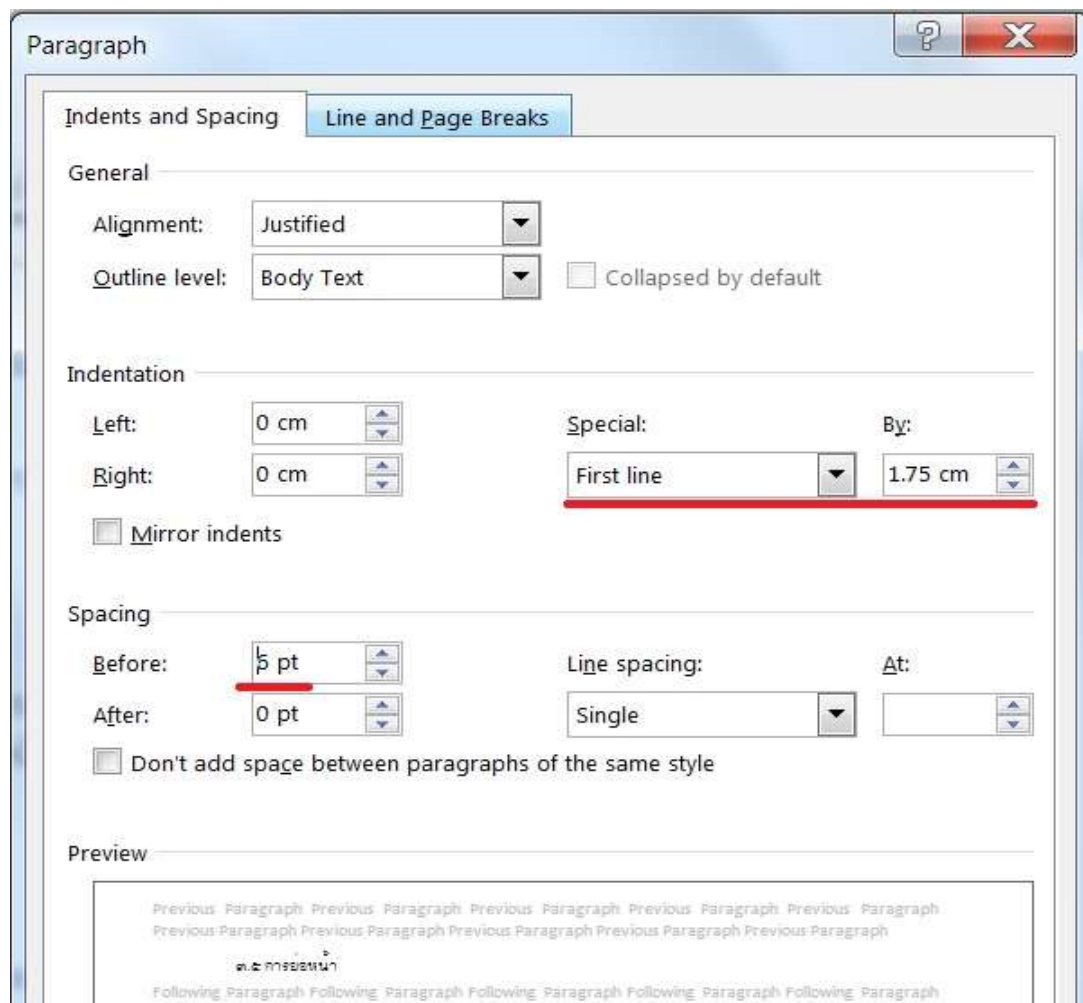 Paragraph
Indents and Spacing
Line and Page Breaks
General
Alignment:
Justified
Outline level:
Body Text
Collapsed by default
Indentation
Left:
0 cm
Special:
By:
Right:
0 cm
First line
1.75 cm
Mirror indents
Spacing
Before:
pt
Line spacing:
At:
After:
0 pt
Single
Don't add space between paragraphs of the same style
Preview
Previous Paragraph Previous Paragraph Previous Paragraph Previous Paragraph Previous Paragraph
Previous Paragraph Previous Paragraph Previous Paragraph Previous Paragraph Previous Paragraph
๓.๕ การย่อหน้า
Following Paragraph Following Paragraph Following Paragraph Following Paragraph Following Paragraph